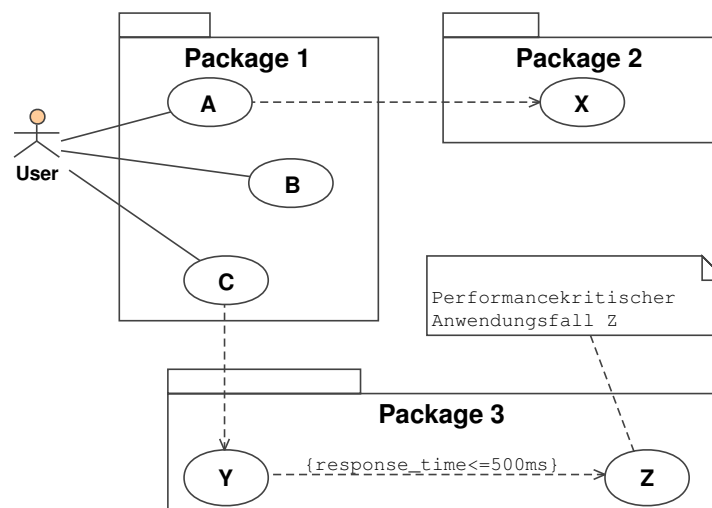 Package 1
Package 2
A
X
User
B
C
Performancekritischer
Anwendungsfall Z
Package 3
Y
{response_time<=500ms}
Z